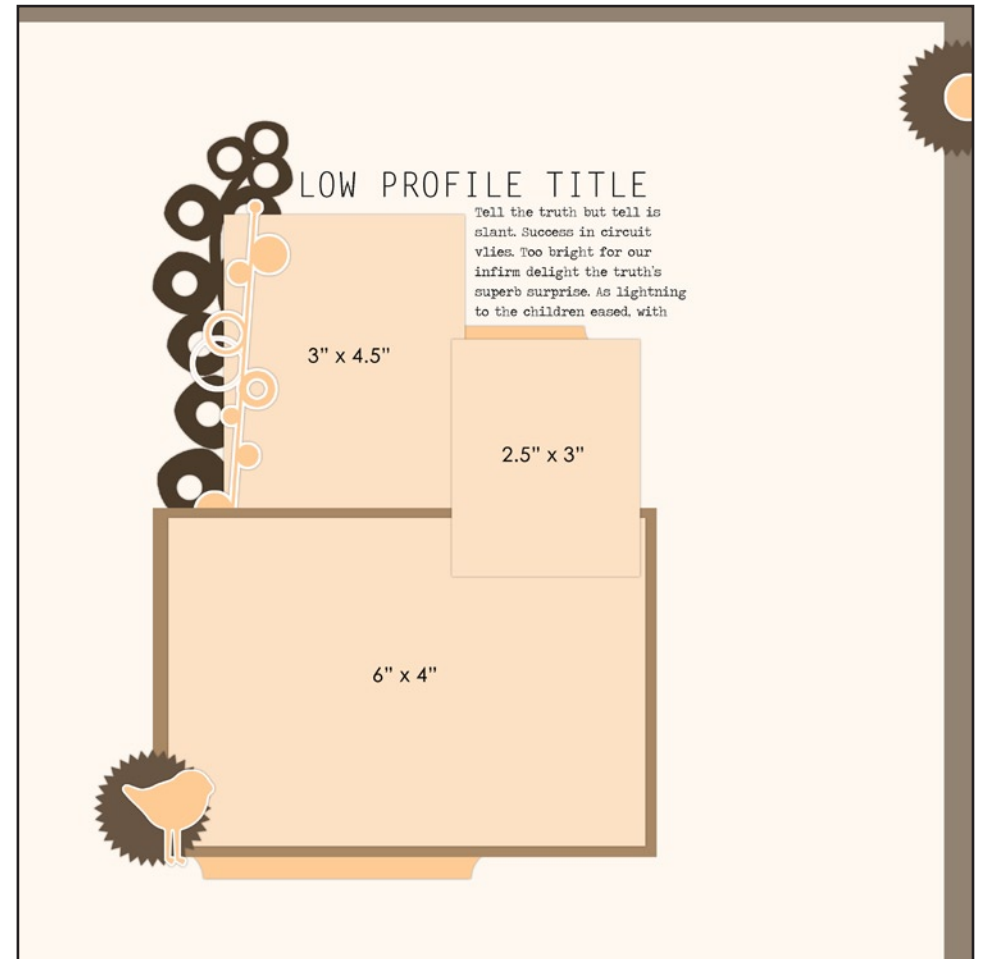 LOW PROFILE TITLE
Tell the truth but tell is
slant. Success in circuit
vlies. Too bright for our
infirm delight the truth's
superb surprise. As lightning
to the children eased, with
3” x 4.5”
2.5” x 3”
6” x 4”